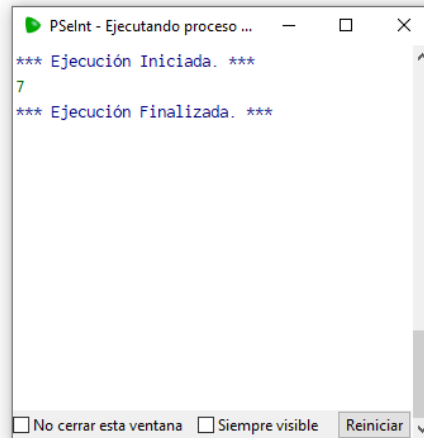 PSeInt - Ejecutando proceso ...
*** Ejecución Iniciada. ***
7
*** Ejecución Finalizada. ***
No cerrar esta ventana Siempre visible Reiniciar